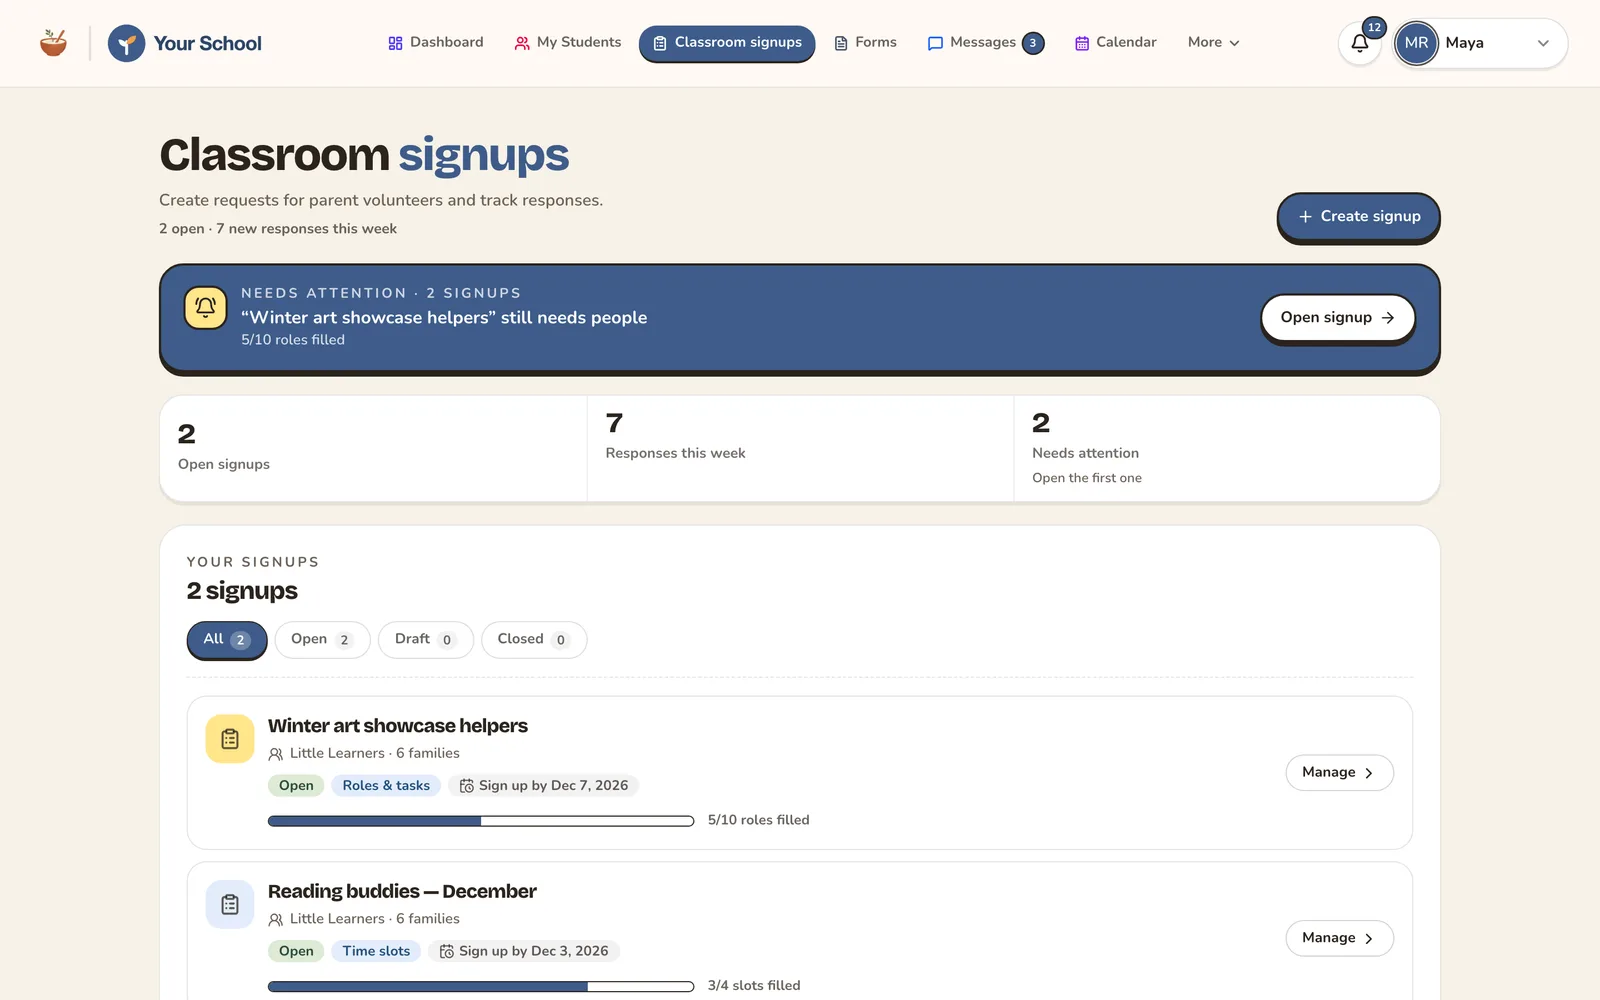 Your School
Dashboard
My Students
Classroom signups
Forms
Messages 3
Calendar
More
12
MR
Maya
Classroom signups
Create requests for parent volunteers and track responses.
2 open · 7 new responses this week
+ Create signup
NEEDS ATTENTION · 2 SIGNUPS
“Winter art showcase helpers” still needs people
5/10 roles filled
Open signup →
2
Open signups
7
Responses this week
2
Needs attention
Open the first one
YOUR SIGNUPS
2 signups
All 2
Open 2
Draft 0
Closed 0
Winter art showcase helpers
Little Learners · 6 families
Open
Roles & tasks
Sign up by Dec 7, 2026
5/10 roles filled
Manage
Reading buddies — December
Little Learners · 6 families
Open
Time slots
Sign up by Dec 3, 2026
3/4 slots filled
Manage